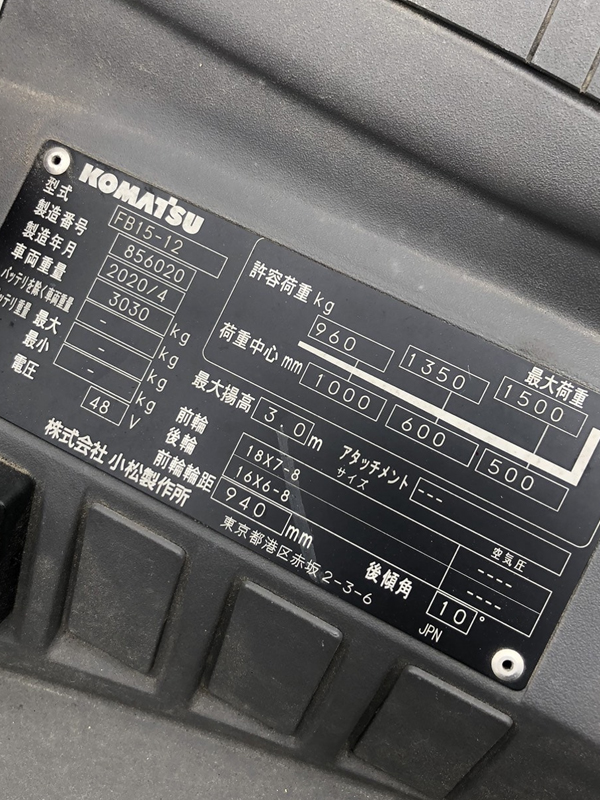 KOMATSU
型式 FB15-12
製造番号 856020
製造年月 2020/4
車両重量 3030 kg
バッテリを除く車両重量 - kg
最大 - kg
最小 - kg
電圧 48 V
株式会社 小松製作所
許容荷重 kg 960 1350 1500 最大荷重
荷重中心 mm 1000 600 500
最大揚高 3.0 m アタッチメント
サイズ ---
空気圧
前輪 18X7-8 ----
後輪 16X6-8 ----
前輪輪距 940 mm 後傾角 10°
東京都港区赤坂2-3-6 JPN